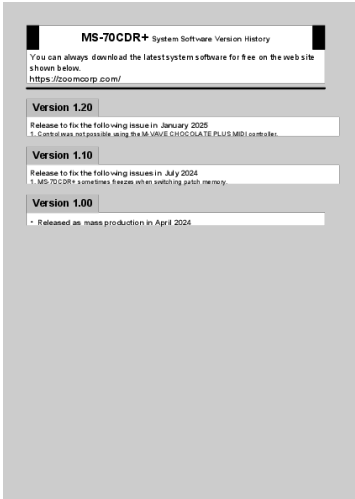 MS-70CDR+ System Software Version History
You can always download the latest system software for free on the web site
shown below.
https://zoomcorp.com/
Version 1.20
Release to fix the following issue in January 2025
1. Control was not possible using the M-VAVE CHOCOLATE PLUS MIDI controller.
Version 1.10
Release to fix the following issues in July 2024
1. MS-70CDR+ sometimes freezes when switching patch memory.
Version 1.00
・ Released as mass production in April 2024